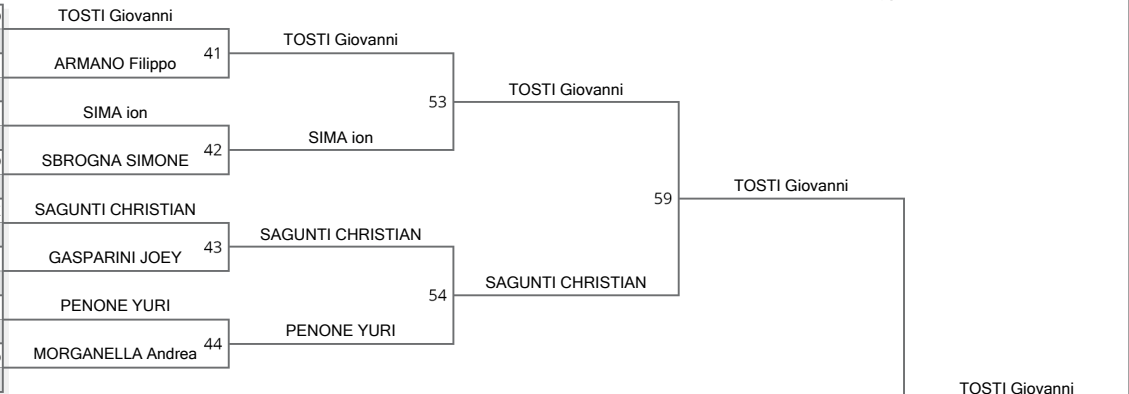 TOSTI Giovanni
TOSTI Giovanni
41
ARMANO Filippo
TOSTI Giovanni
53
SIMA ion
SIMA ion
42
SBROGNA SIMONE
TOSTI Giovanni
59
SAGUNTI CHRISTIAN
SAGUNTI CHRISTIAN
43
GASPARINI JOEY
SAGUNTI CHRISTIAN
54
PENONE YURI
PENONE YURI
44
MORGANELLA Andrea
TOSTI Giovanni